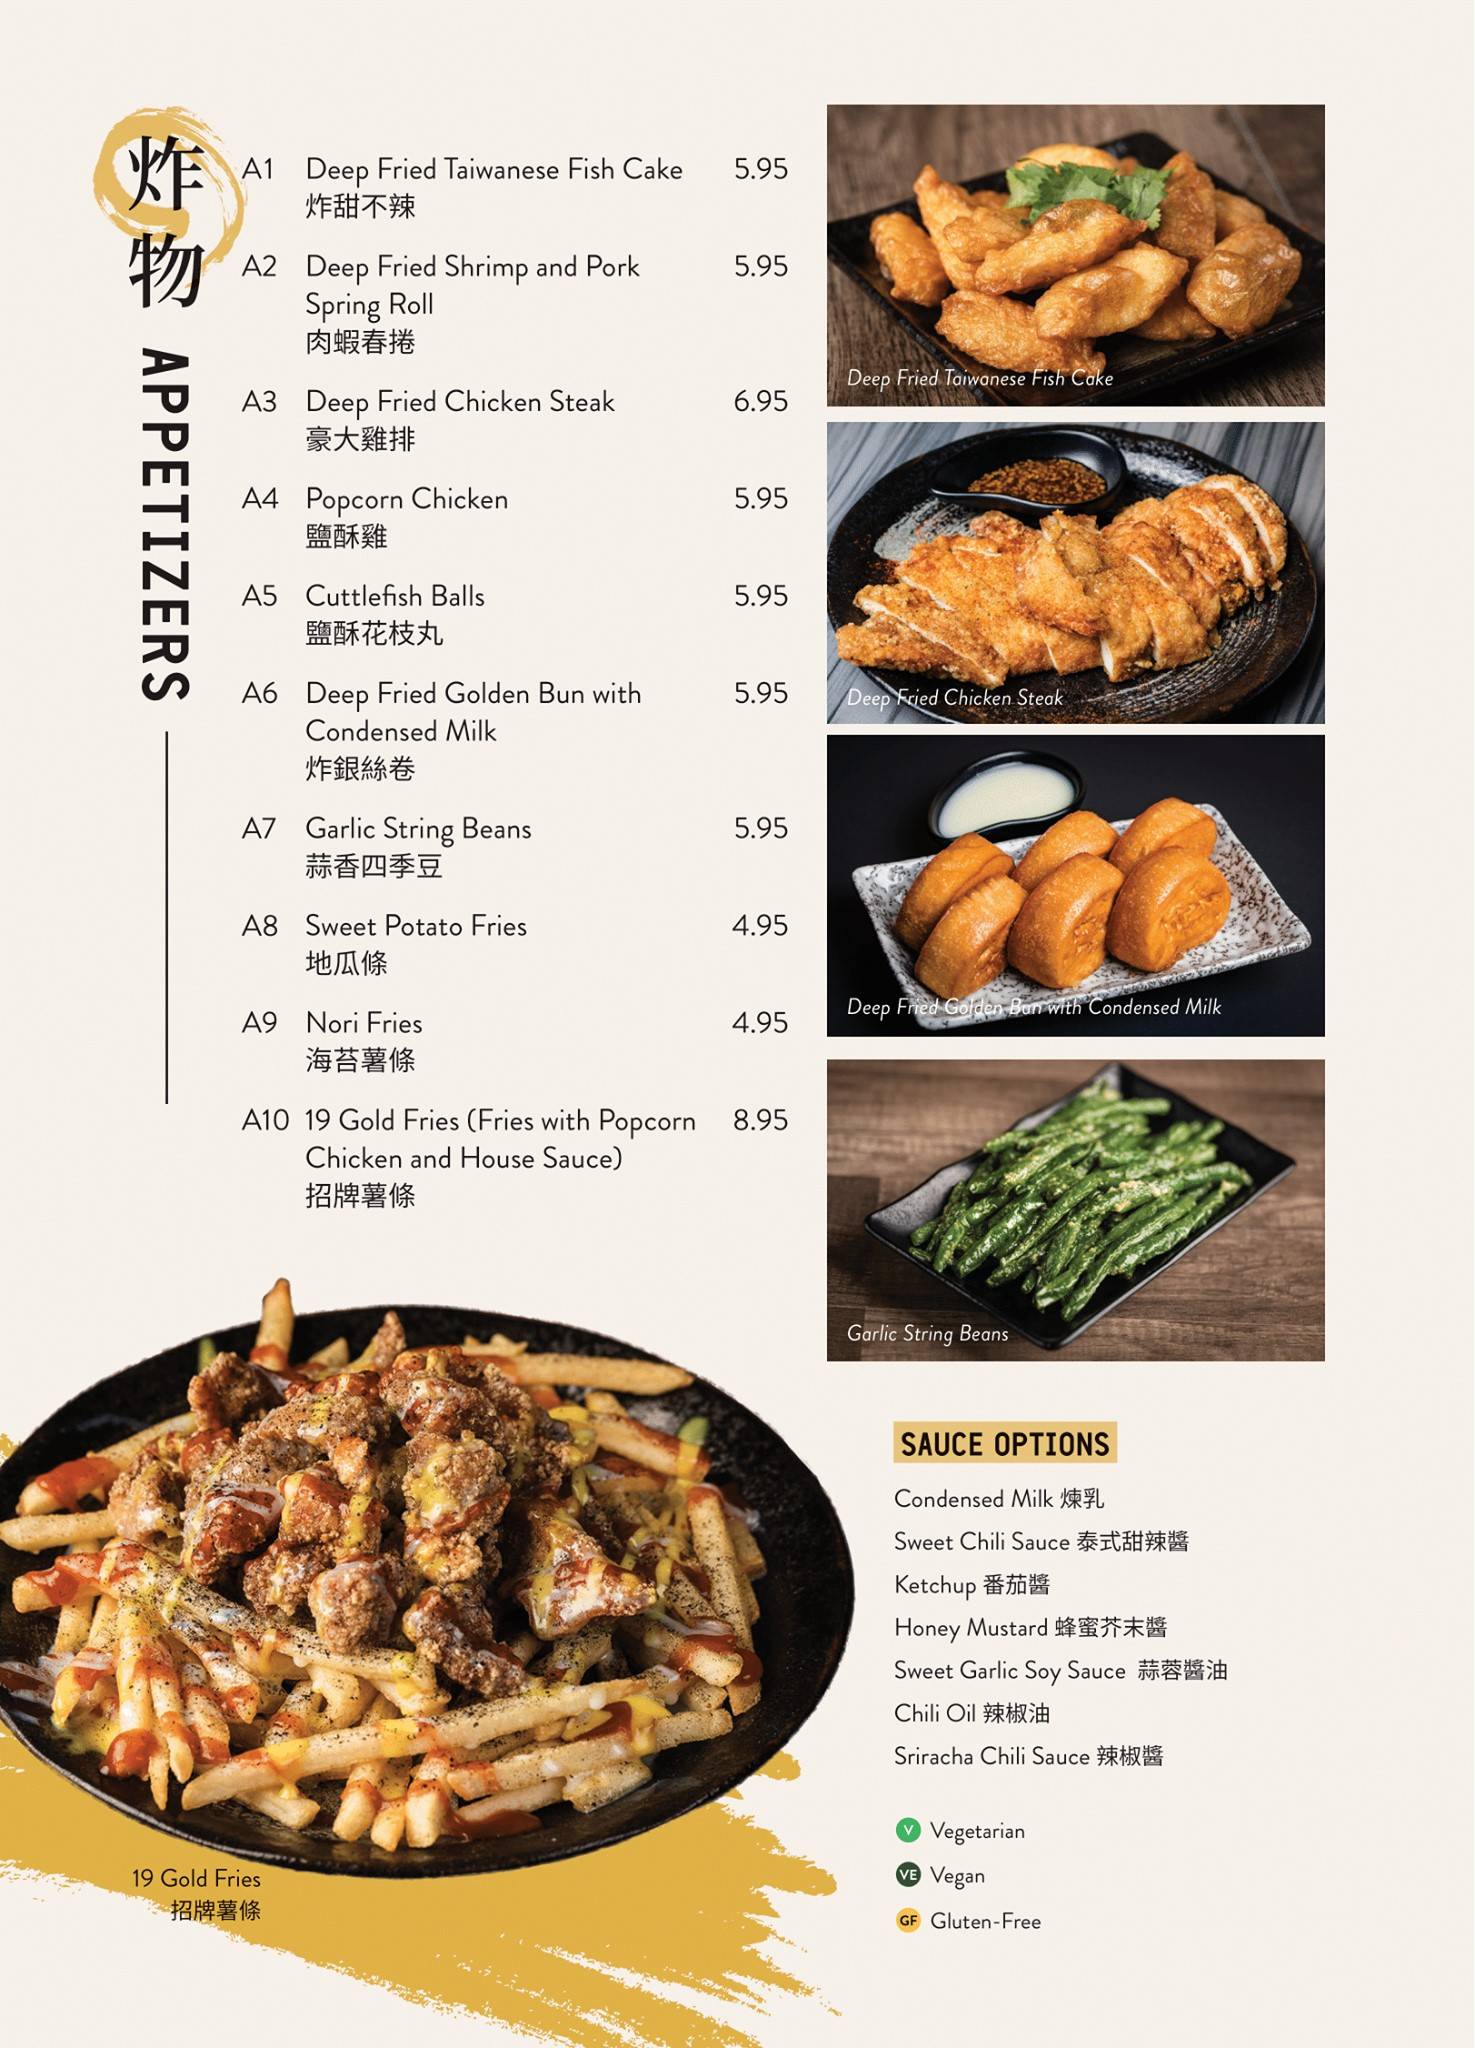 炸物
APPETIZERS
A1 Deep Fried Taiwanese Fish Cake 5.95
炸甜不辣
A2 Deep Fried Shrimp and Pork 5.95
Spring Roll
肉蝦春捲
A3 Deep Fried Chicken Steak 6.95
豪大雞排
A4 Popcorn Chicken 5.95
鹽酥雞
A5 Cuttlefish Balls 5.95
鹽酥花枝丸
A6 Deep Fried Golden Bun with 5.95
Condensed Milk
炸銀絲卷
A7 Garlic String Beans 5.95
蒜香四季豆
A8 Sweet Potato Fries 4.95
地瓜條
A9 Nori Fries 4.95
海苔薯條
A10 19 Gold Fries (Fries with Popcorn 8.95
Chicken and House Sauce)
招牌薯條
19 Gold Fries
招牌薯條
Deep Fried Taiwanese Fish Cake
Deep Fried Chicken Steak
Deep Fried Golden Bun with Condensed Milk
Garlic String Beans
SAUCE OPTIONS
Condensed Milk 煉乳
Sweet Chili Sauce 泰式甜辣醬
Ketchup 番茄醬
Honey Mustard 蜂蜜芥末醬
Sweet Garlic Soy Sauce 蒜蓉醬油
Chili Oil 辣椒油
Sriracha Chili Sauce 辣椒醬
V Vegetarian
VE Vegan
GF Gluten-Free